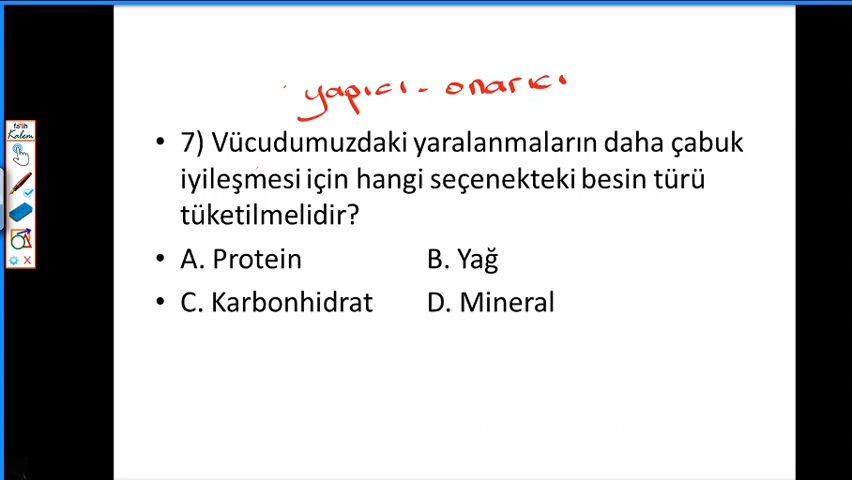 yapıcı - onarıcı
fatih
Kalem
• 7) Vücudumuzdaki yaralanmaların daha çabuk
iyileşmesi için hangi seçenekteki besin türü
tüketilmelidir?
• A. Protein B. Yağ
• C. Karbonhidrat D. Mineral